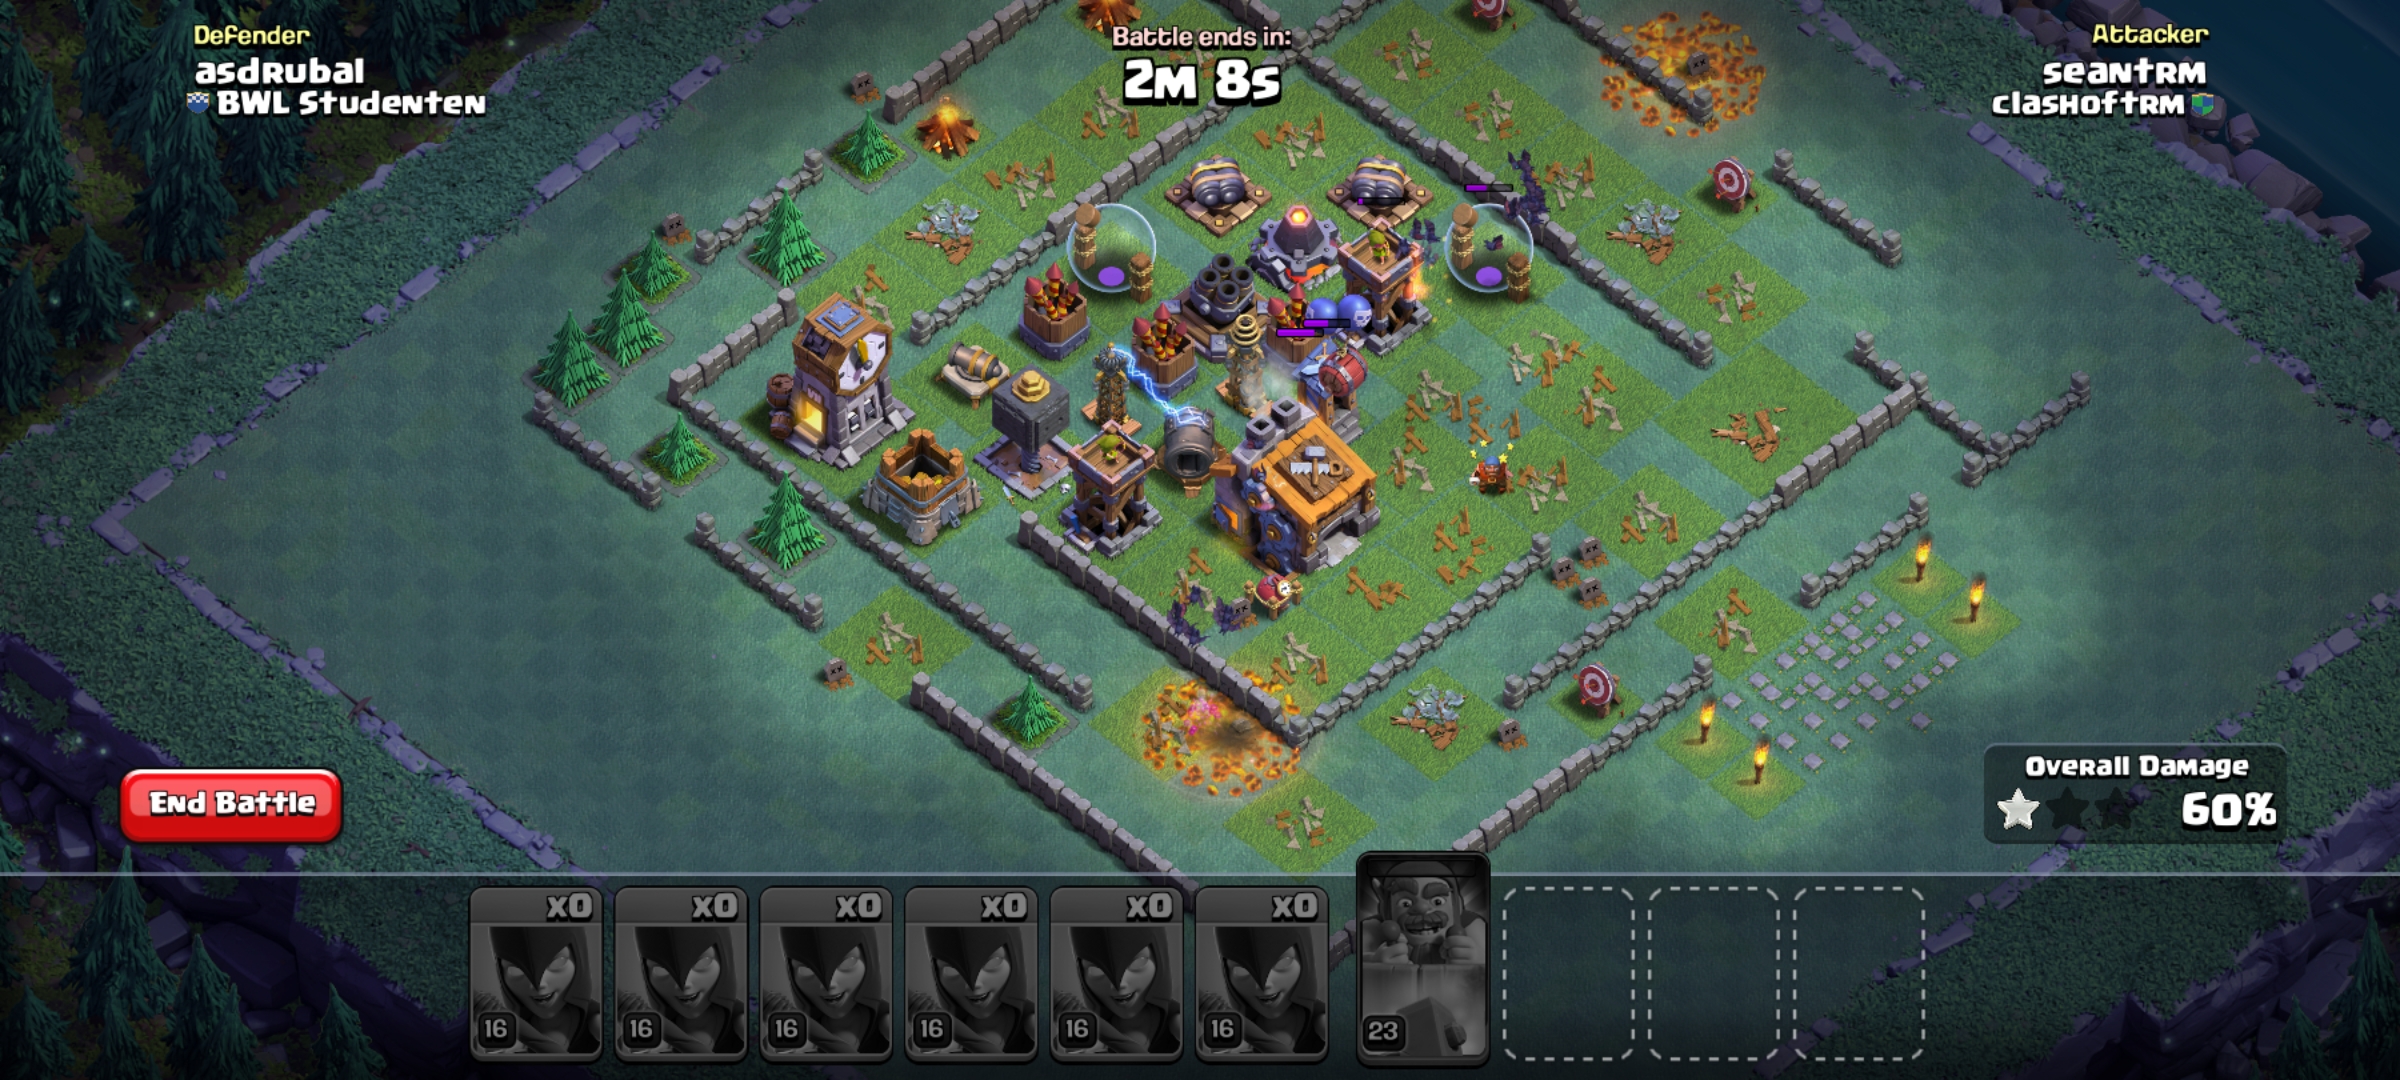 Defender
asdrubal
BWL Studenten
Battle ends in:
2m 8s
Attacker
seantrm
clashoftrm
End Battle
Overall Damage
60%
x0
x0
x0
x0
x0
x0
16
16
16
16
16
16
23